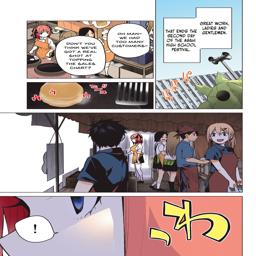 GREAT WORK,
LADIES AND
GENTLEMEN.
THAT ENDS THE
SECOND DAY
OF THE
HIGH SCHOOL
FESTIVAL.
OH MAN~
WE HAD
TOO MANY
CUSTOMERS~
DON'T YOU
THINK WE'VE
GOT A
REAL SHOT AT
TOPPING
THE SALES
CHART?
!
わ